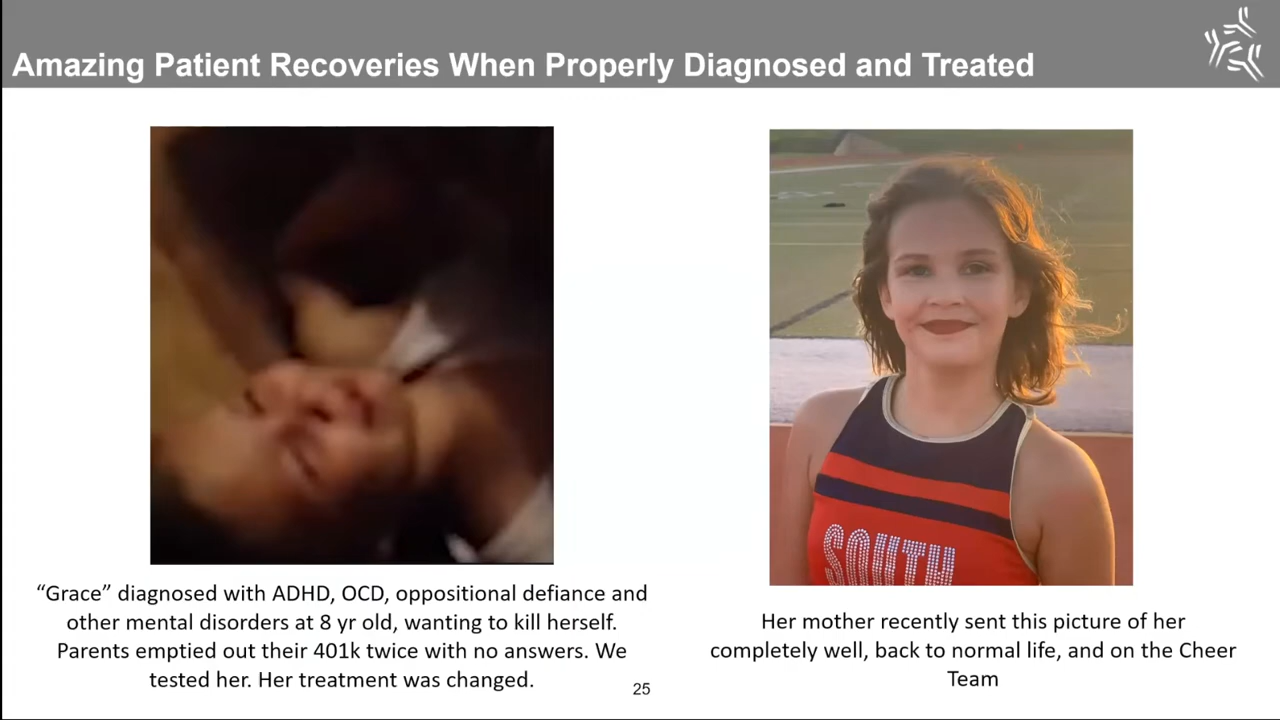 Amazing Patient Recoveries When Properly Diagnosed and Treated
“Grace” diagnosed with ADHD, OCD, oppositional defiance and
other mental disorders at 8 yr old, wanting to kill herself.
Parents emptied out their 401k twice with no answers. We
tested her. Her treatment was changed.
SOUTH
Her mother recently sent this picture of her
completely well, back to normal life, and on the Cheer
Team
25